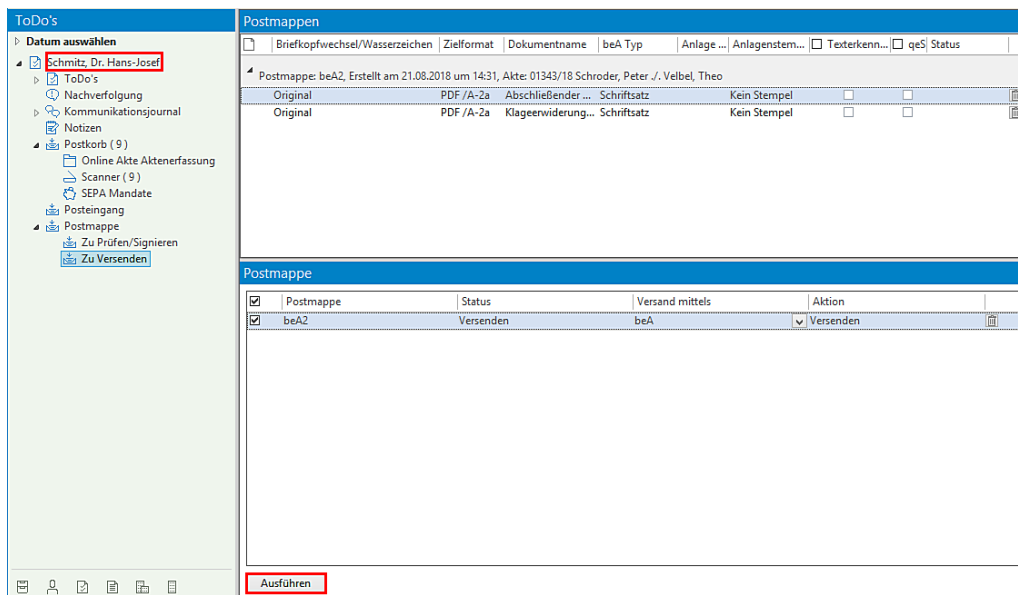 ToDo's
Datum auswählen
Schmitz, Dr. Hans-Josef
ToDo's
Nachverfolgung
Kommunikationsjournal
Notizen
Postkorb ( 9 )
Online Akte Aktenerfassung
Scanner ( 9 )
SEPA Mandate
Posteingang
Postmappe
Zu Prüfen/Signieren
Zu Versenden
Postmappen
Briefkopfwechsel/Wasserzeichen Zielformat Dokumentname beA Typ Anlage ... Anlagenstem... Texterkenn... qeS Status
Postmappe: beA2, Erstellt am 21.08.2018 um 14:31, Akte: 01343/18 Schroder, Peter ./. Velbel, Theo
Original PDF /A-2a Abschließender ... Schriftsatz Kein Stempel
Original PDF /A-2a Klageerwiderung... Schriftsatz Kein Stempel
Postmappe
Postmappe Status Versand mittels Aktion
beA2 Versenden beA Versenden
Ausführen